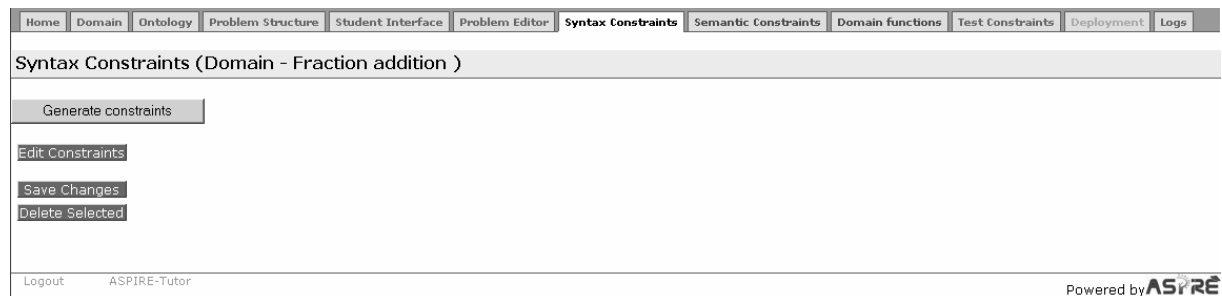 Home Domain Ontology Problem Structure Student Interface Problem Editor Syntax Constraints Semantic Constraints Domain functions Test Constraints Deployment Logs
Syntax Constraints (Domain - Fraction addition )
Generate constraints
Edit Constraints
Save Changes
Delete Selected
Logout ASPIRE-Tutor
Powered by ASPIRE